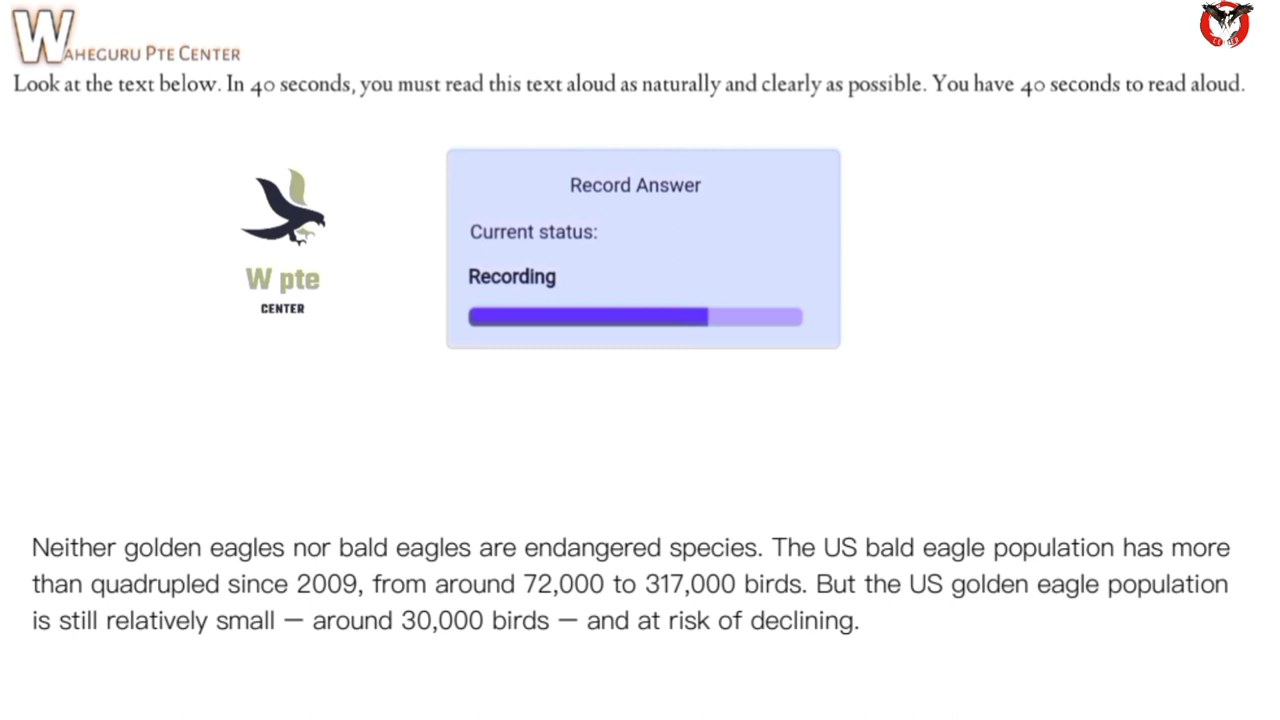 WAHEGURU PTE CENTER
Look at the text below. In 40 seconds, you must read this text aloud as naturally and clearly as possible. You have 40 seconds to read aloud.
Record Answer
Current status:
Recording
W pte
CENTER
Neither golden eagles nor bald eagles are endangered species. The US bald eagle population has more
than quadrupled since 2009, from around 72,000 to 317,000 birds. But the US golden eagle population
is still relatively small — around 30,000 birds — and at risk of declining.